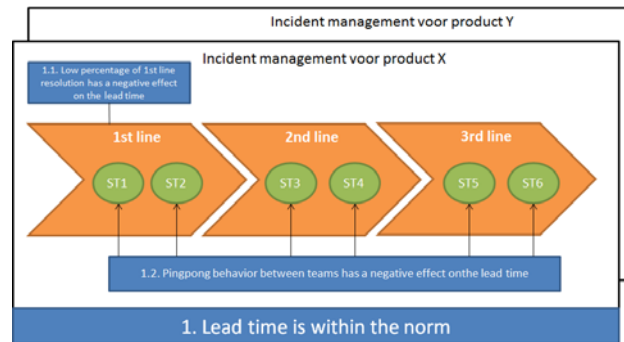 Incident management voor product Y
Incident management voor product X
1.1. Low percentage of 1st line
resolution has a negative effect
on the lead time
1st line
2nd line
3rd line
ST1
ST2
ST3
ST4
ST5
ST6
1.2. Pingpong behavior between teams has a negative effect onthe lead time
1. Lead time is within the norm